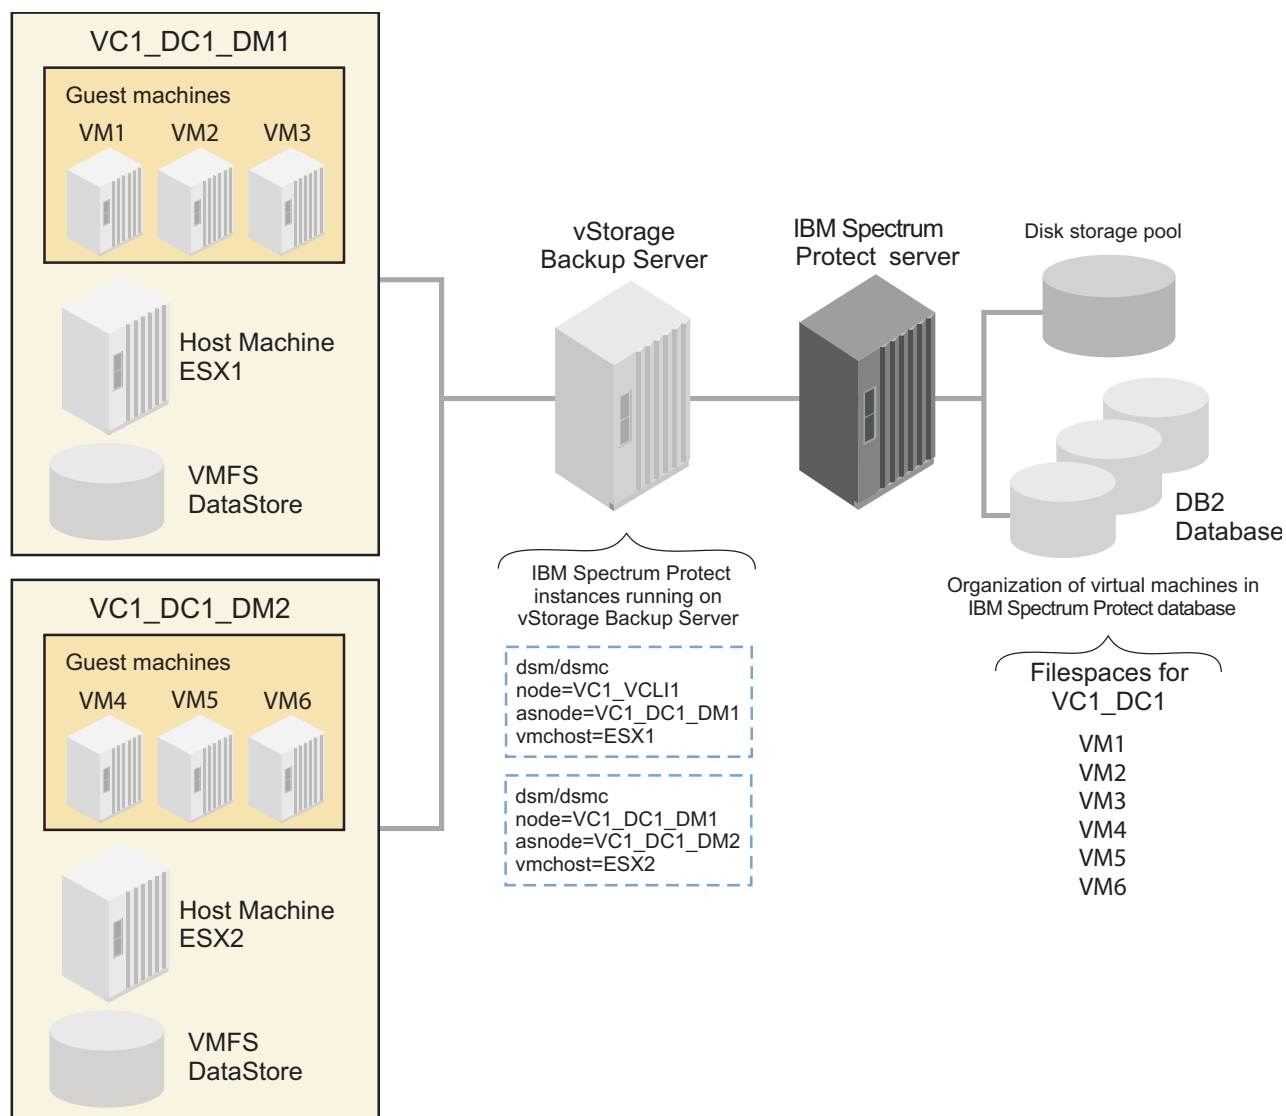 VC1_DC1_DM1
Guest machines
VM1 VM2 VM3
Host Machine
ESX1
VMFS
DataStore
VC1_DC1_DM2
Guest machines
VM4 VM5 VM6
Host Machine
ESX2
VMFS
DataStore
vStorage
Backup Server
IBM Spectrum Protect
instances running on
vStorage Backup Server
dsm/dsmc
node=VC1_VCLI1
asnode=VC1_DC1_DM1
vmchost=ESX1
dsm/dsmc
node=VC1_DC1_DM1
asnode=VC1_DC1_DM2
vmchost=ESX2
IBM Spectrum
Protect server
Disk storage pool
DB2
Database
Organization of virtual machines in
IBM Spectrum Protect database
Filespaces for
VC1_DC1
VM1
VM2
VM3
VM4
VM5
VM6